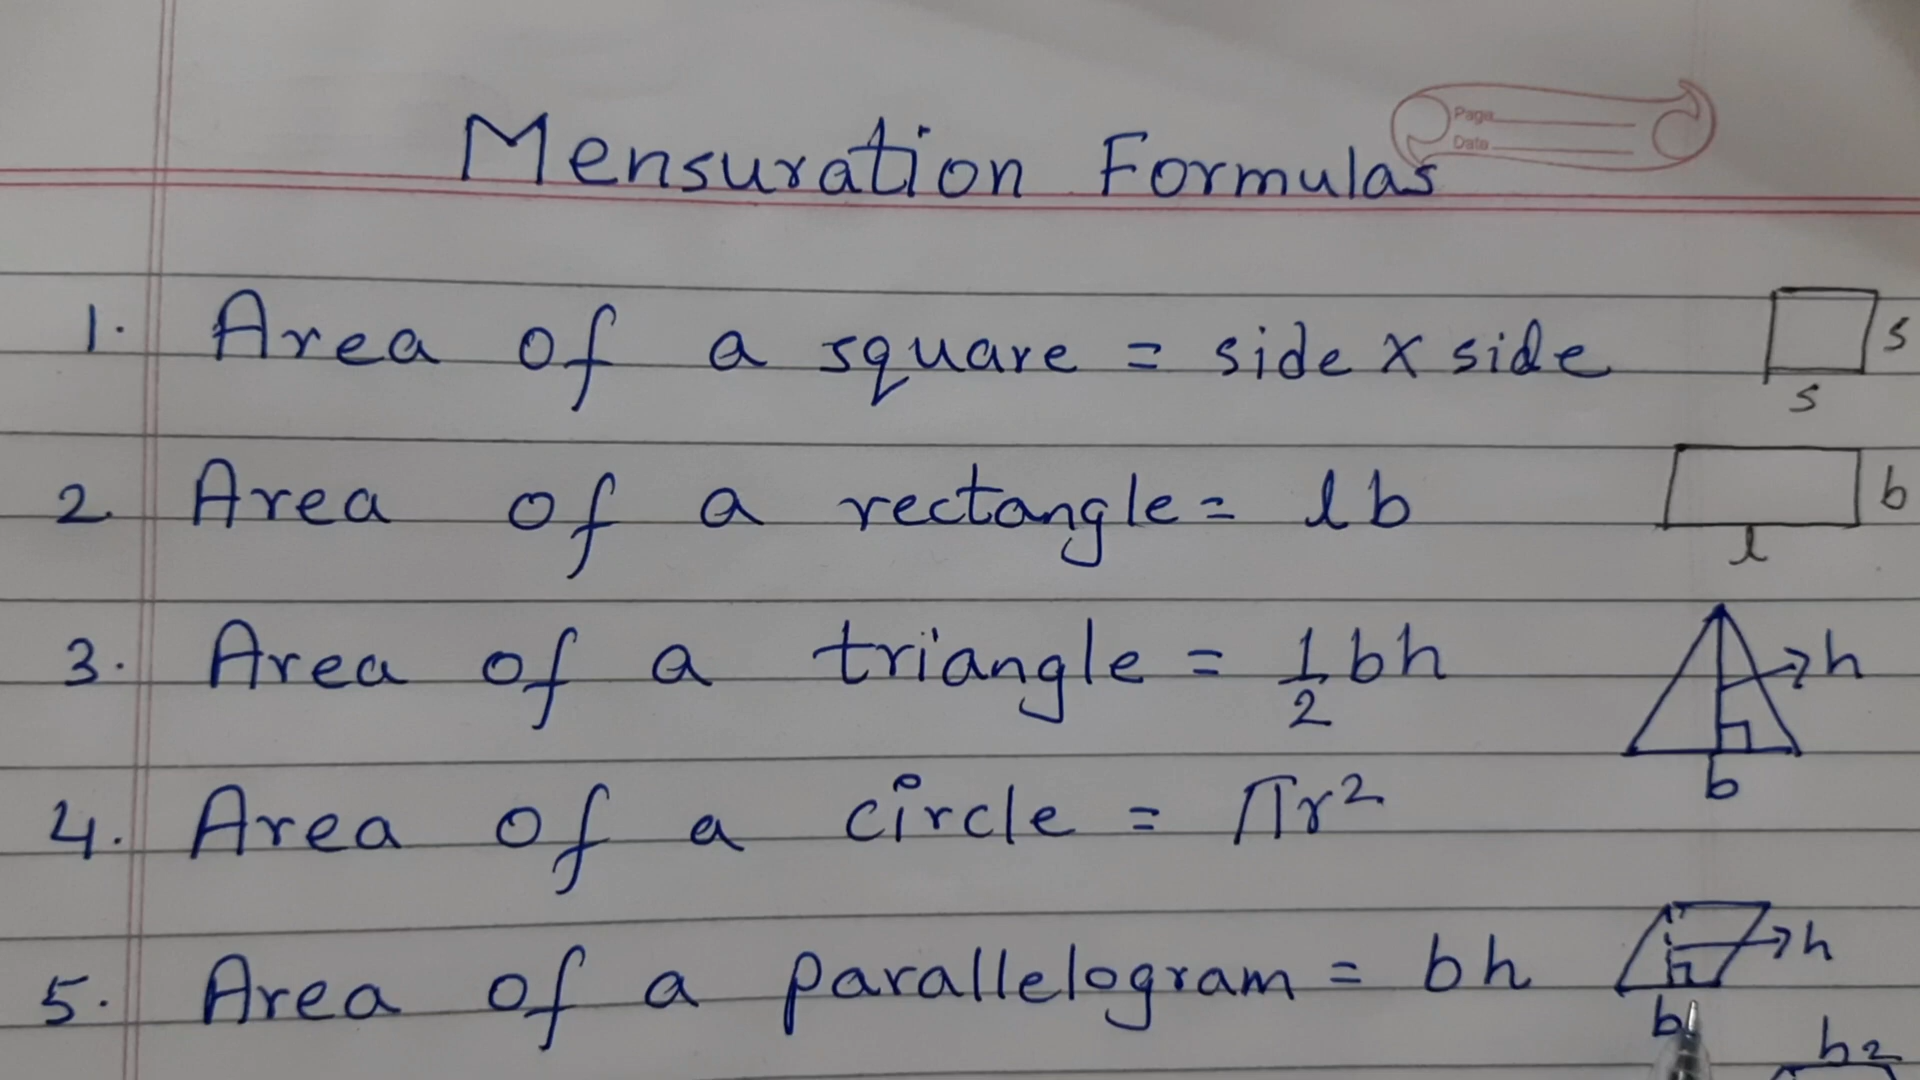 Page
Date
Mensuration Formulas
1. Area of a square = side x side
s
s
2. Area of a rectangle = lb
b
l
3. Area of a triangle = 1/2 bh
h
b
4. Area of a circle = πr²
5. Area of a parallelogram = bh
h
b
b2